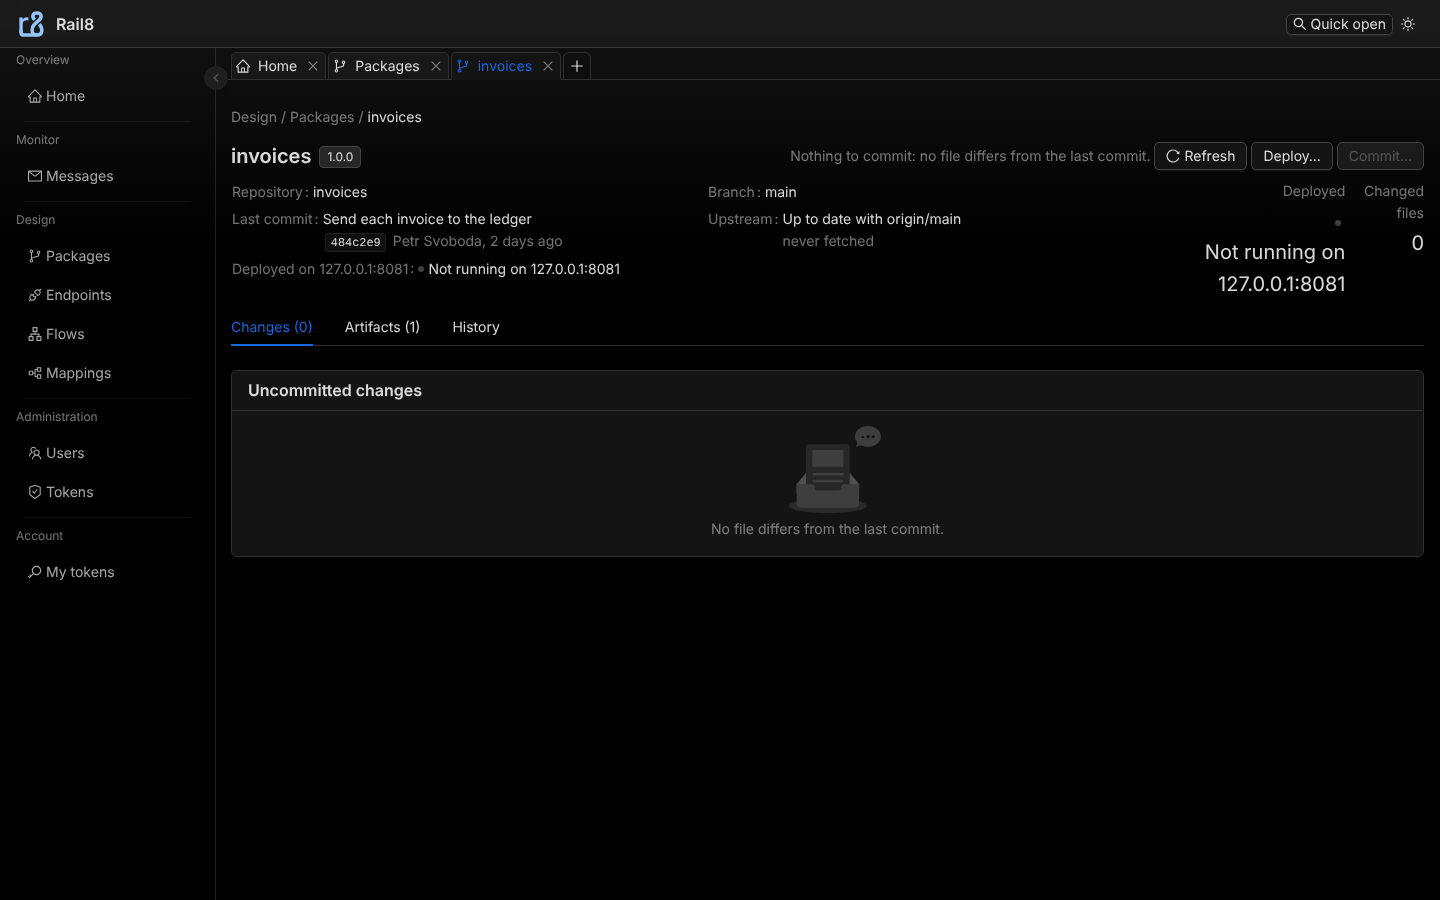 Rail8
Quick open
Overview
Home
Monitor
Messages
Design
Packages
Endpoints
Flows
Mappings
Administration
Users
Tokens
Account
My tokens
Home
Packages
invoices
Design / Packages / invoices
invoices 1.0.0
Nothing to commit: no file differs from the last commit.
Refresh
Deploy...
Commit...
Repository: invoices
Branch: main
Last commit: Send each invoice to the ledger
484c2e9 Petr Svoboda, 2 days ago
Upstream: Up to date with origin/main
never fetched
Deployed on 127.0.0.1:8081: Not running on 127.0.0.1:8081
Deployed
Not running on
127.0.0.1:8081
Changed
files
0
Changes (0)
Artifacts (1)
History
Uncommitted changes
No file differs from the last commit.